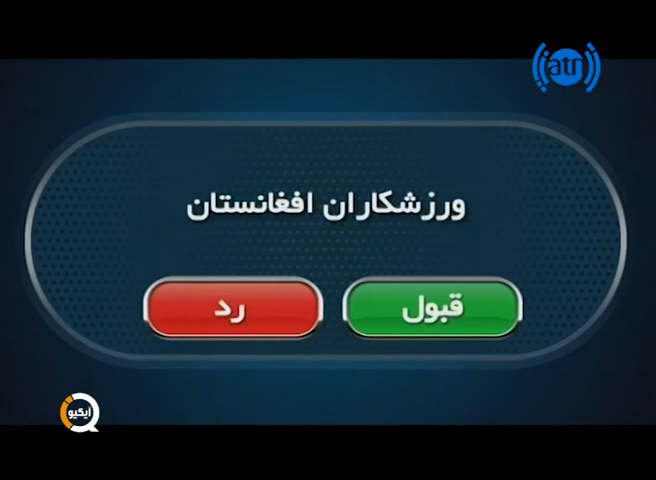 atn
ورزشکاران افغانستان
قبول
رد
آیکیو